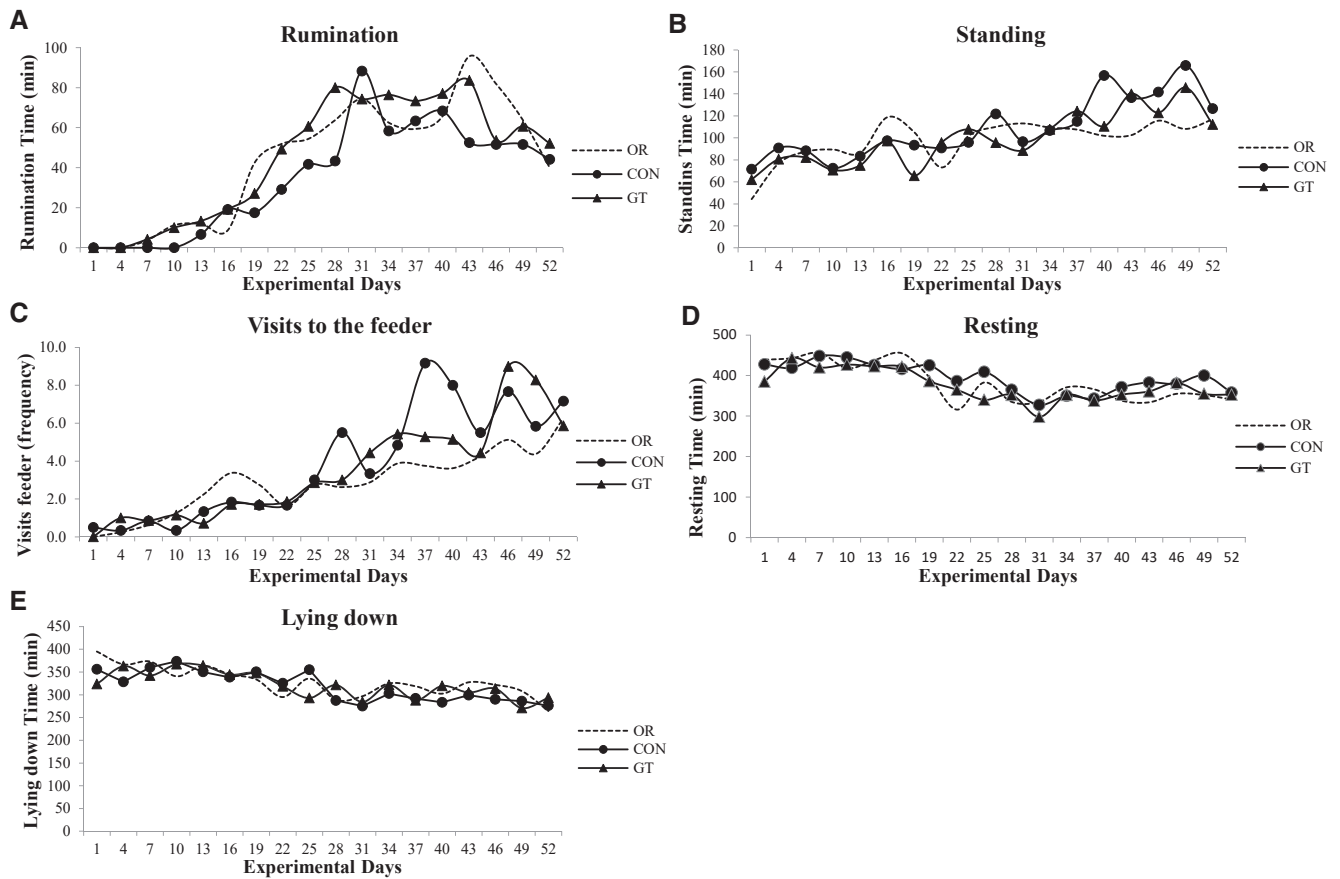 A
Rumination
Rumination Time (min)
100
80
60
40
20
0
1 4 7 10 13 16 19 22 25 28 31 34 37 40 43 46 49 52
Experimental Days
OR
CON
GT
B
Standing
Standins Time (min)
180
160
140
120
100
80
60
40
20
0
1 4 7 10 13 16 19 22 25 28 31 34 37 40 43 46 49 52
Experimental Days
OR
CON
GT
C
Visits to the feeder
Visits feeder (frequency)
10.0
8.0
6.0
4.0
2.0
0.0
1 4 7 10 13 16 19 22 25 28 31 34 37 40 43 46 49 52
Experimental Days
OR
CON
GT
D
Resting
Resting Time (min)
500
400
300
200
100
0
1 4 7 10 13 16 19 22 25 28 31 34 37 40 43 46 49 52
Experimental Days
OR
CON
GT
E
Lying down
Lying down Time (min)
450
400
350
300
250
200
150
100
50
0
1 4 7 10 13 16 19 22 25 28 31 34 37 40 43 46 49 52
Experimental Days
OR
CON
GT